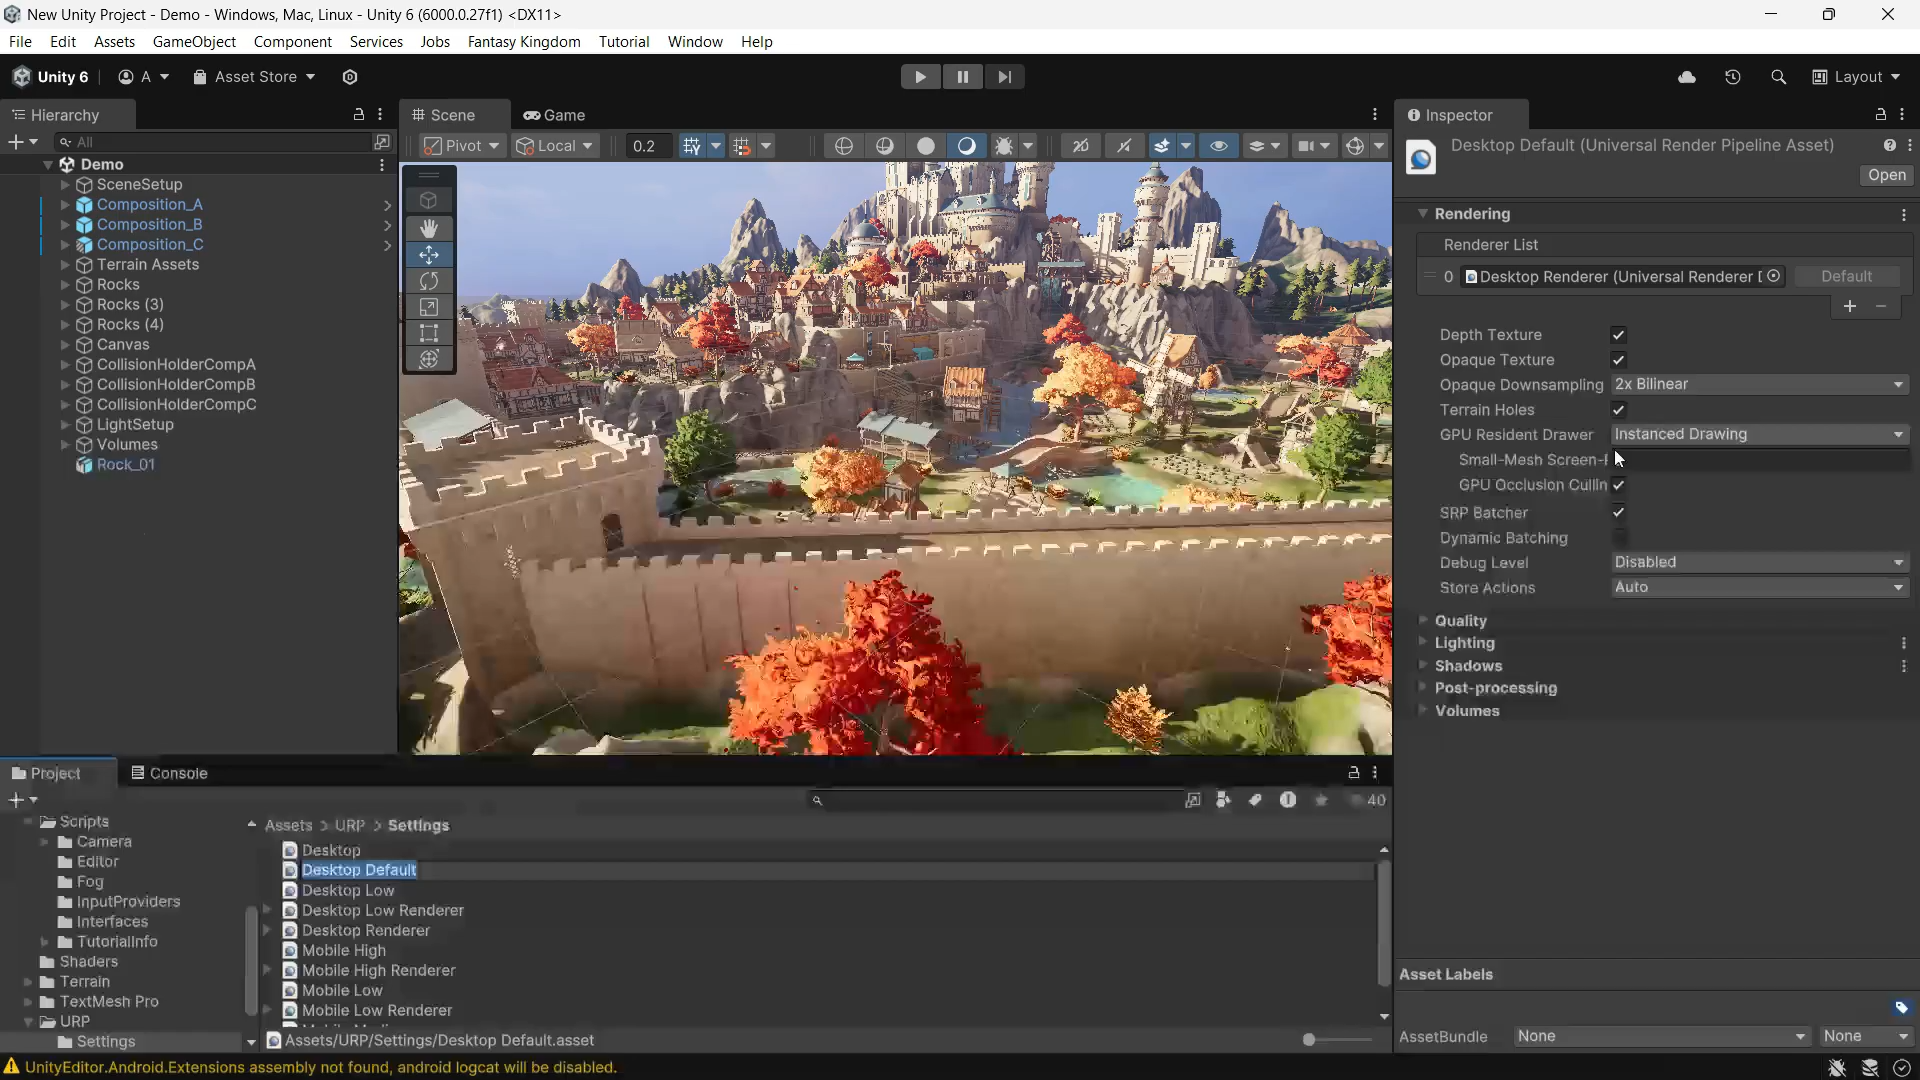 New Unity Project - Demo - Windows, Mac, Linux - Unity 6 (6000.0.27f1) <DX11>
File Edit Assets GameObject Component Services Jobs Fantasy Kingdom Tutorial Window Help
Unity 6 A Asset Store Layout
Hierarchy
All
Demo
SceneSetup
Composition_A
Composition_B
Composition_C
Terrain Assets
Rocks
Rocks (3)
Rocks (4)
Canvas
CollisionHolderCompA
CollisionHolderCompB
CollisionHolderCompC
LightSetup
Volumes
Rock_01
Scene Game
Pivot Local 0.2 2D
Inspector
Desktop Default (Universal Render Pipeline Asset)
Open
Rendering
Renderer List
0 Desktop Renderer (Universal Renderer D Default
Depth Texture
Opaque Texture
Opaque Downsampling 2x Bilinear
Terrain Holes
GPU Resident Drawer Instanced Drawing
Small-Mesh Screen-P
GPU Occlusion Cullin
SRP Batcher
Dynamic Batching
Debug Level Disabled
Store Actions Auto
Quality
Lighting
Shadows
Post-processing
Volumes
Asset Labels
AssetBundle None None
Project Console
40
Scripts
Camera
Editor
Fog
InputProviders
Interfaces
TutorialInfo
Shaders
Terrain
TextMesh Pro
URP
Settings
Assets > URP > Settings
Desktop
Desktop Default
Desktop Low
Desktop Low Renderer
Desktop Renderer
Mobile High
Mobile High Renderer
Mobile Low
Mobile Low Renderer
Assets/URP/Settings/Desktop Default.asset
UnityEditor.Android.Extensions assembly not found, android logcat will be disabled.